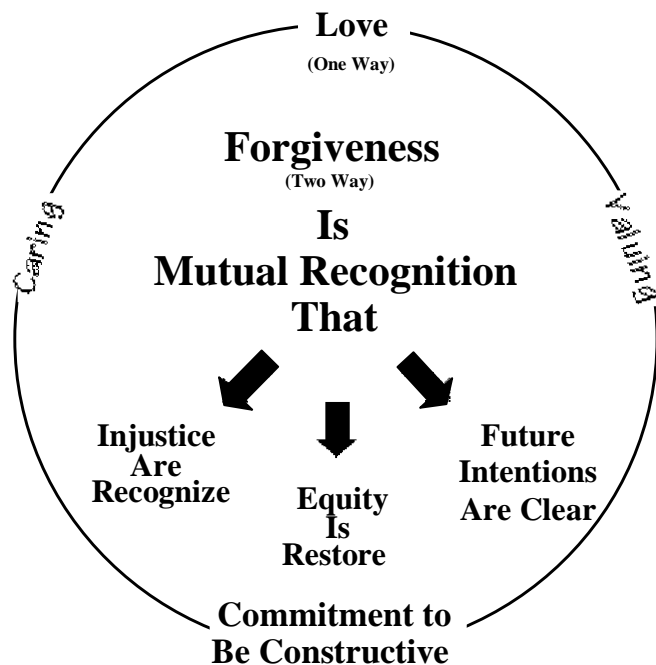 Love
(One Way)
Forgiveness
(Two Way)
Is
Mutual Recognition
That
Caring
Valuing
Injustice
Are
Recognize
Equity
Is
Restore
Future
Intentions
Are Clear
Commitment to
Be Constructive